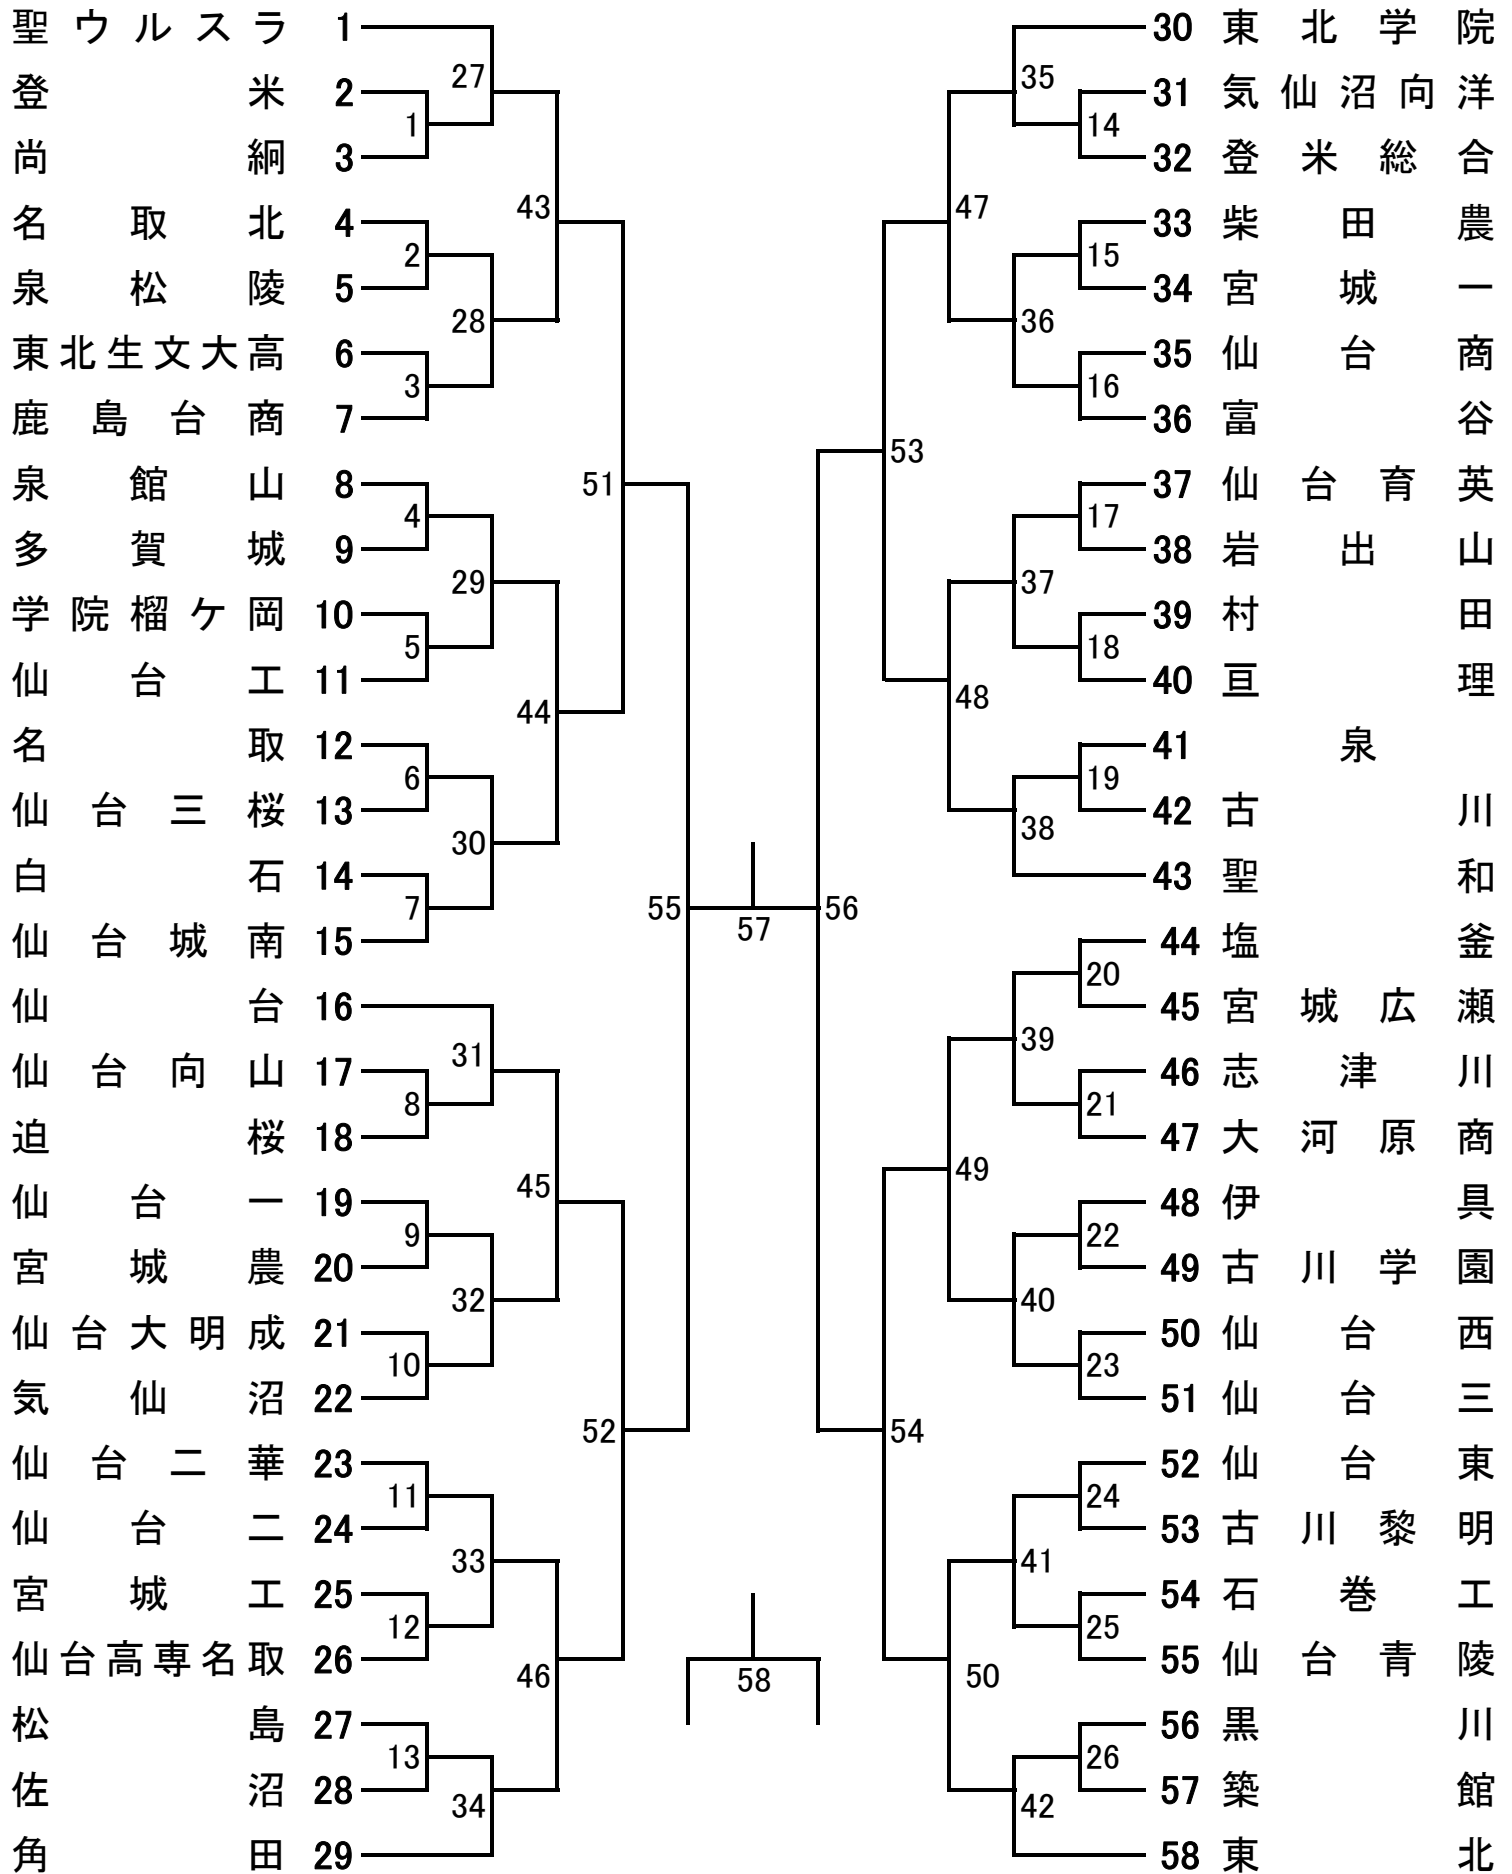 聖ウルスラ 1
登米 2
尚絅 3
名取北 4
泉松陵 5
東北生文大高 6
鹿島台商 7
泉館山 8
多賀城 9
学院榴ケ岡 10
仙台工 11
名取 12
仙台三桜 13
白石 14
仙台城南 15
仙台 16
仙台向山 17
迫桜 18
仙台一 19
宮城農 20
仙台大明成 21
気仙沼 22
仙台二華 23
仙台二 24
宮城工 25
仙台高専名取 26
松島 27
佐沼 28
角田 29
1
2
3
4
5
6
7
8
9
10
11
12
13
27
28
29
30
31
32
33
34
43
44
45
46
51
52
55
57
58
56
53
54
47
48
49
50
35
36
37
38
39
40
41
42
14
15
16
17
18
19
20
21
22
23
24
25
26
30 東北学院
31 気仙沼向洋
32 登米総合
33 柴田農
34 宮城一
35 仙台商
36 富谷
37 仙台育英
38 岩出山
39 村田
40 亘理
41 泉
42 古川
43 聖和
44 塩釜
45 宮城広瀬
46 志津川
47 大河原商
48 伊具
49 古川学園
50 仙台西
51 仙台三
52 仙台東
53 古川黎明
54 石巻工
55 仙台青陵
56 黒川
57 築館
58 東北